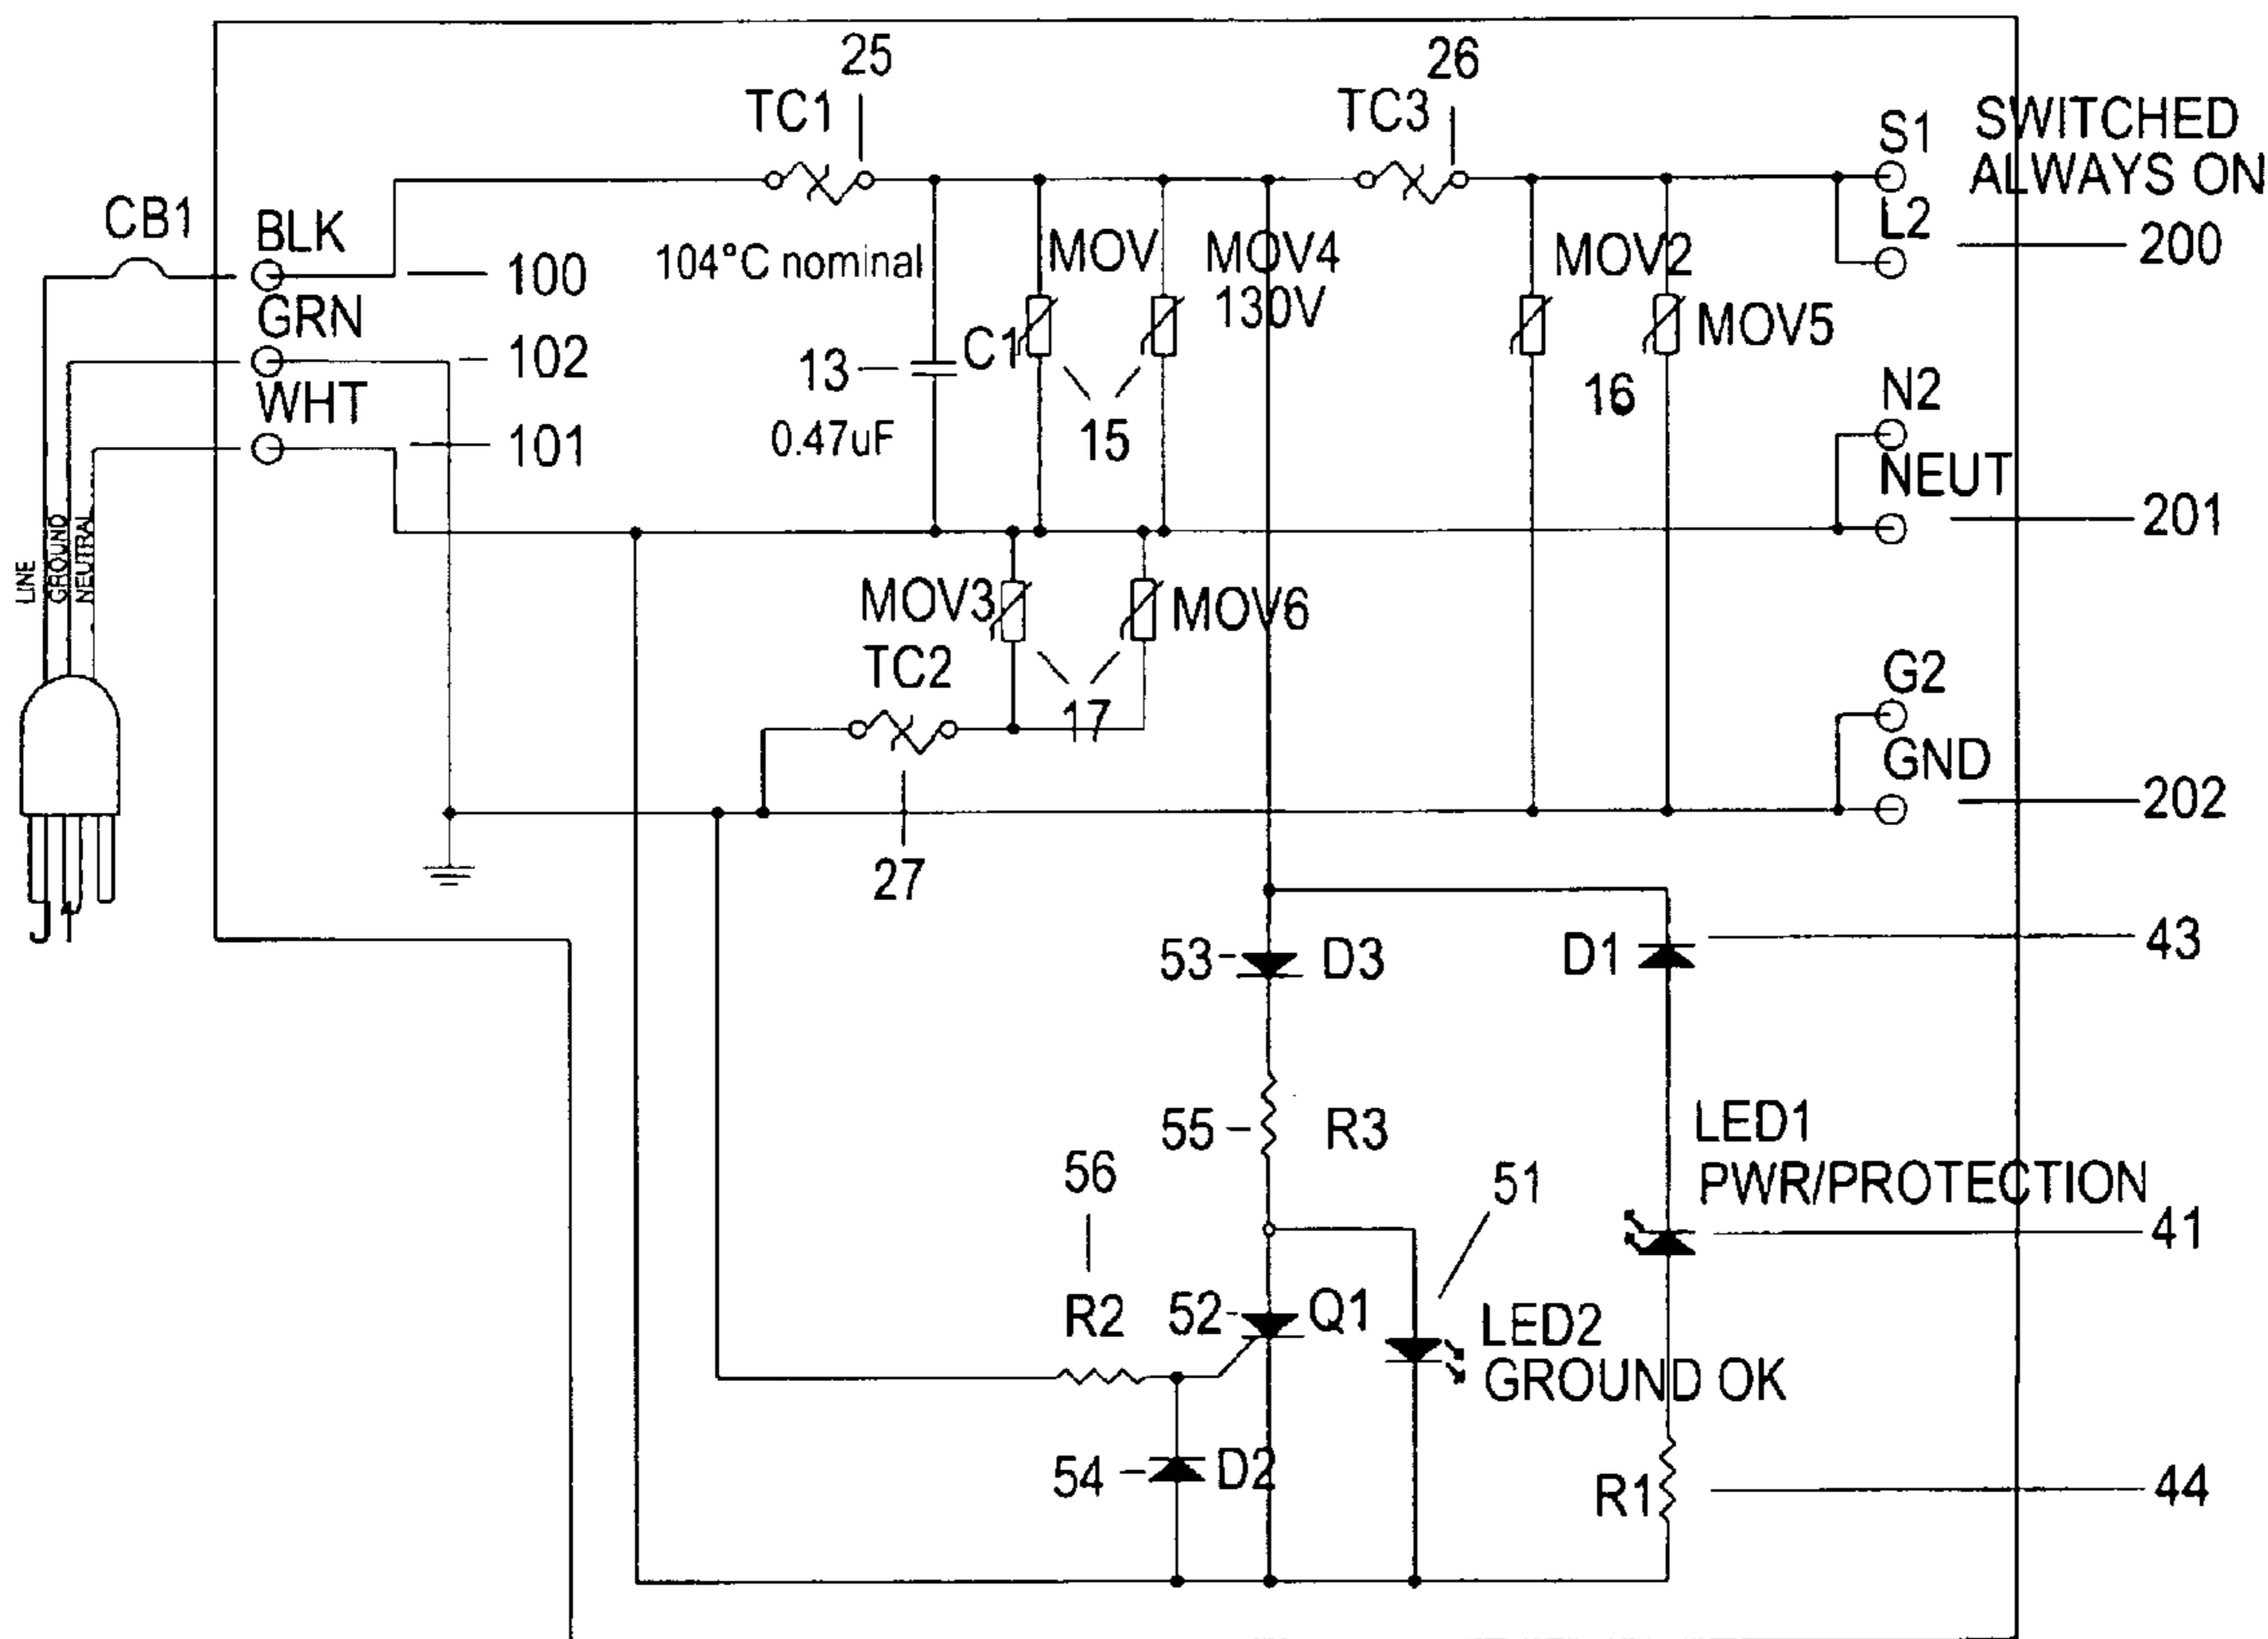 25
26
TC1
TC3
S1
SWITCHED
ALWAYS ON
CB1
BLK
L2
200
104°C nominal
MOV
MOV4
130V
MOV2
100
GRN
MOV5
102
13
C1
16
WHT
N2
0.47uF
15
101
NEUT
201
LINE
GROUND
NEUTRAL
MOV3
MOV6
TC2
G2
17
GND
202
27
J1
53
D3
D1
43
55
R3
LED1
PWR/PROTECTION
56
51
41
R2
52
Q1
LED2
GROUND OK
54
D2
R1
44